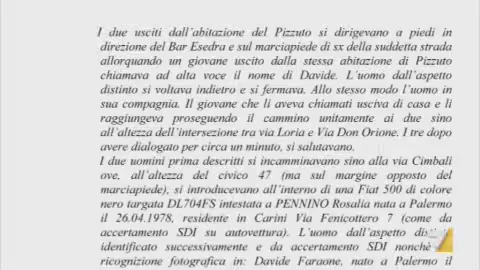 I due usciti dall'abitazione del Pizzuto si dirigevano a piedi in
direzione del Bar Esedra e sul marciapiede di sx della suddetta strada
allorquando un giovane uscito dalla stessa abitazione di Pizzuto
chiamava ad alta voce il nome di Davide. L'uomo dall'aspetto
distinto si voltava indietro e si fermava. Allo stesso modo l'uomo in
sua compagnia. Il giovane che li aveva chiamati usciva di casa e li
raggiungeva proseguendo il cammino unitamente ai due sino
all'altezza dell'intersezione tra via Loria e Via Don Orione. I tre dopo
avere dialogato per circa un minuto, si salutavano.
I due uomini prima descritti si incamminavano sino alla via Cimbali
ove, all'altezza del civico 47 (ma sul margine opposto del
marciapiede), si introducevano all'interno di una Fiat 500 di colore
nero targata DL704FS intestata a PENNINO Rosalia nata a Palermo
il 26.04.1978, residente in Carini Via Fenicottero 7 (come da
accertamento SDI su autovettura). L'uomo dall'aspetto
identificato successivamente e da accertamento SDI nonchè
ricognizione fotografica in: Davide Faraone, nato a Palermo il